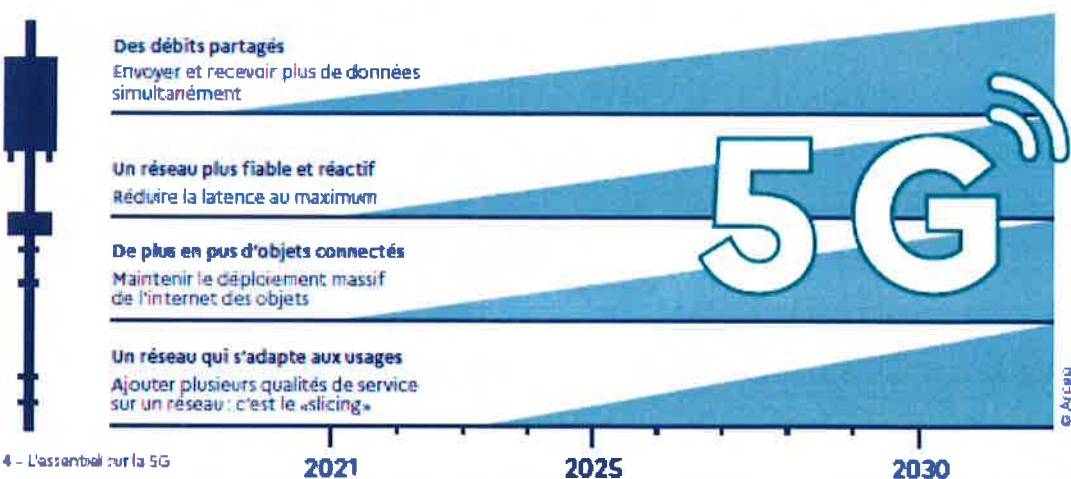 Des débits partagés
Envoyer et recevoir plus de données
simultanément
Un réseau plus fiable et réactif
Réduire la latence au maximum
De plus en pus d'objets connectés
Maintenir le déploiement massif
de l'internet des objets
Un réseau qui s'adapte aux usages
Ajouter plusieurs qualités de service
sur un réseau : c'est le «slicing»
5G
© Arcep
2021
2025
2030
4 - L'essentiel sur la 5G